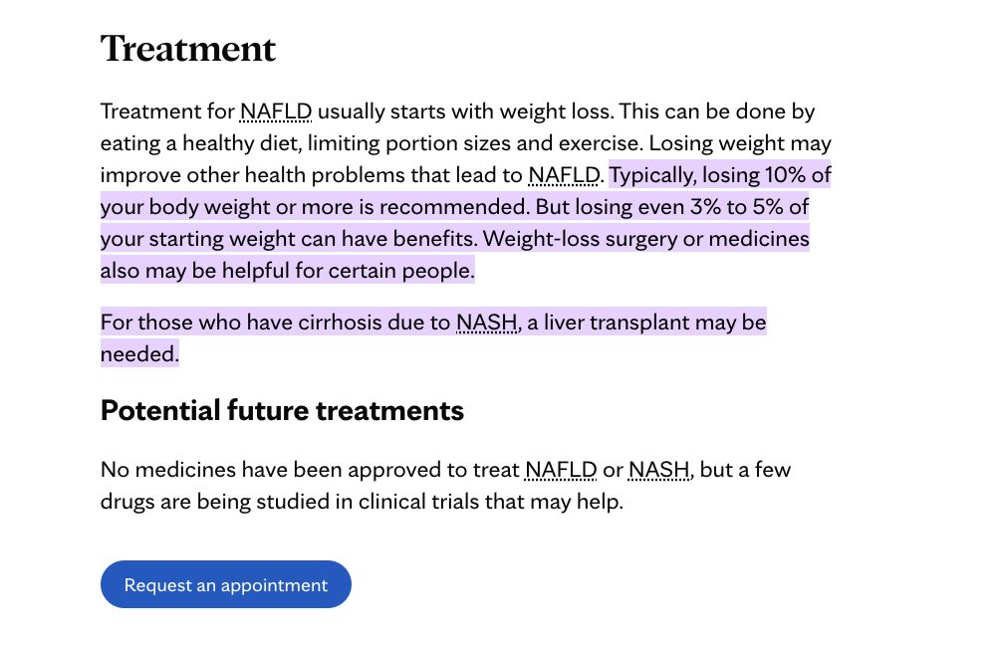 Treatment
Treatment for NAFLD usually starts with weight loss. This can be done by
eating a healthy diet, limiting portion sizes and exercise. Losing weight may
improve other health problems that lead to NAFLD. Typically, losing 10% of
your body weight or more is recommended. But losing even 3% to 5% of
your starting weight can have benefits. Weight-loss surgery or medicines
also may be helpful for certain people.
For those who have cirrhosis due to NASH, a liver transplant may be
needed.
Potential future treatments
No medicines have been approved to treat NAFLD or NASH, but a few
drugs are being studied in clinical trials that may help.
Request an appointment